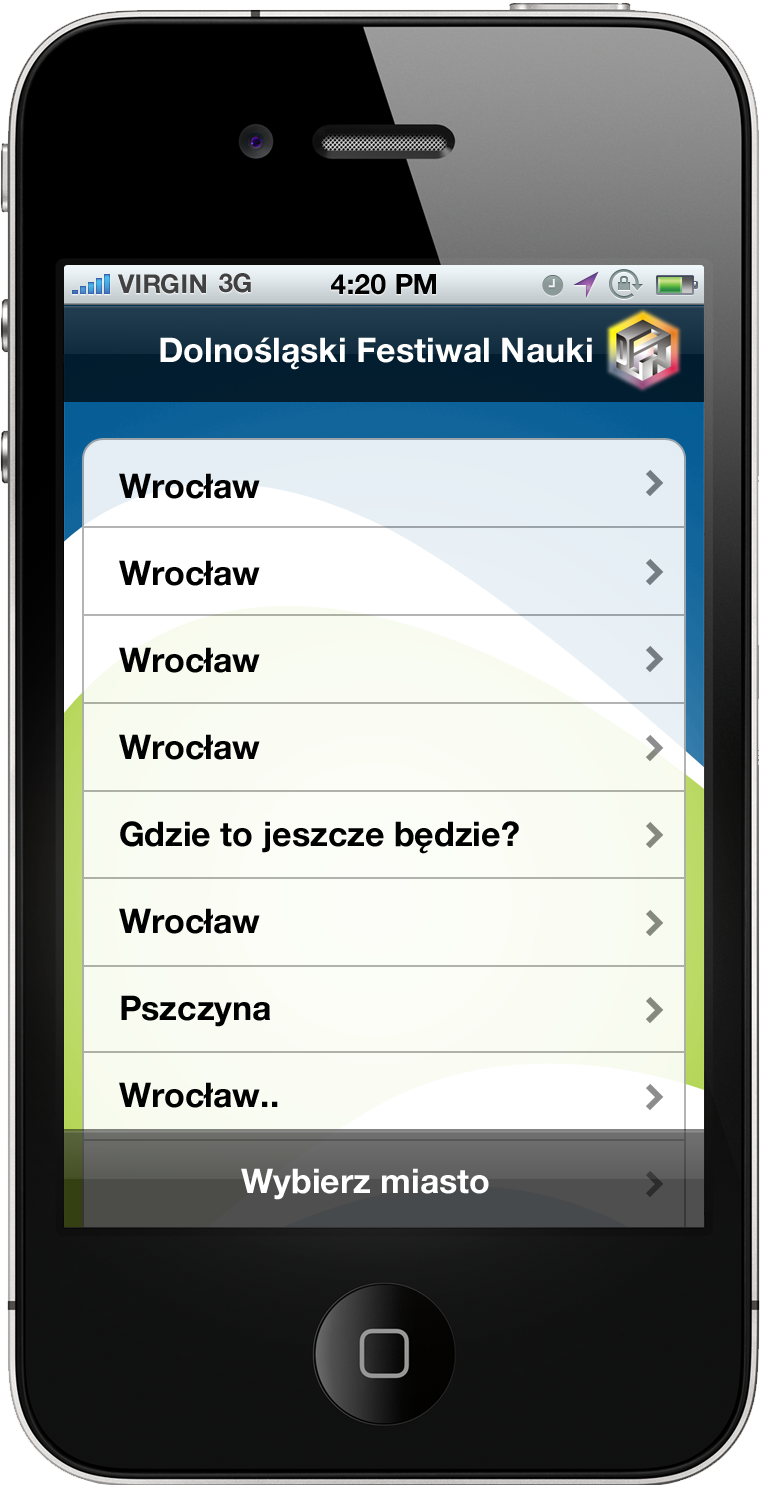 VIRGIN 3G 4:20 PM
Dolnośląski Festiwal Nauki
Wrocław
Wrocław
Wrocław
Wrocław
Gdzie to jeszcze będzie?
Wrocław
Pszczyna
Wrocław..
Wybierz miasto